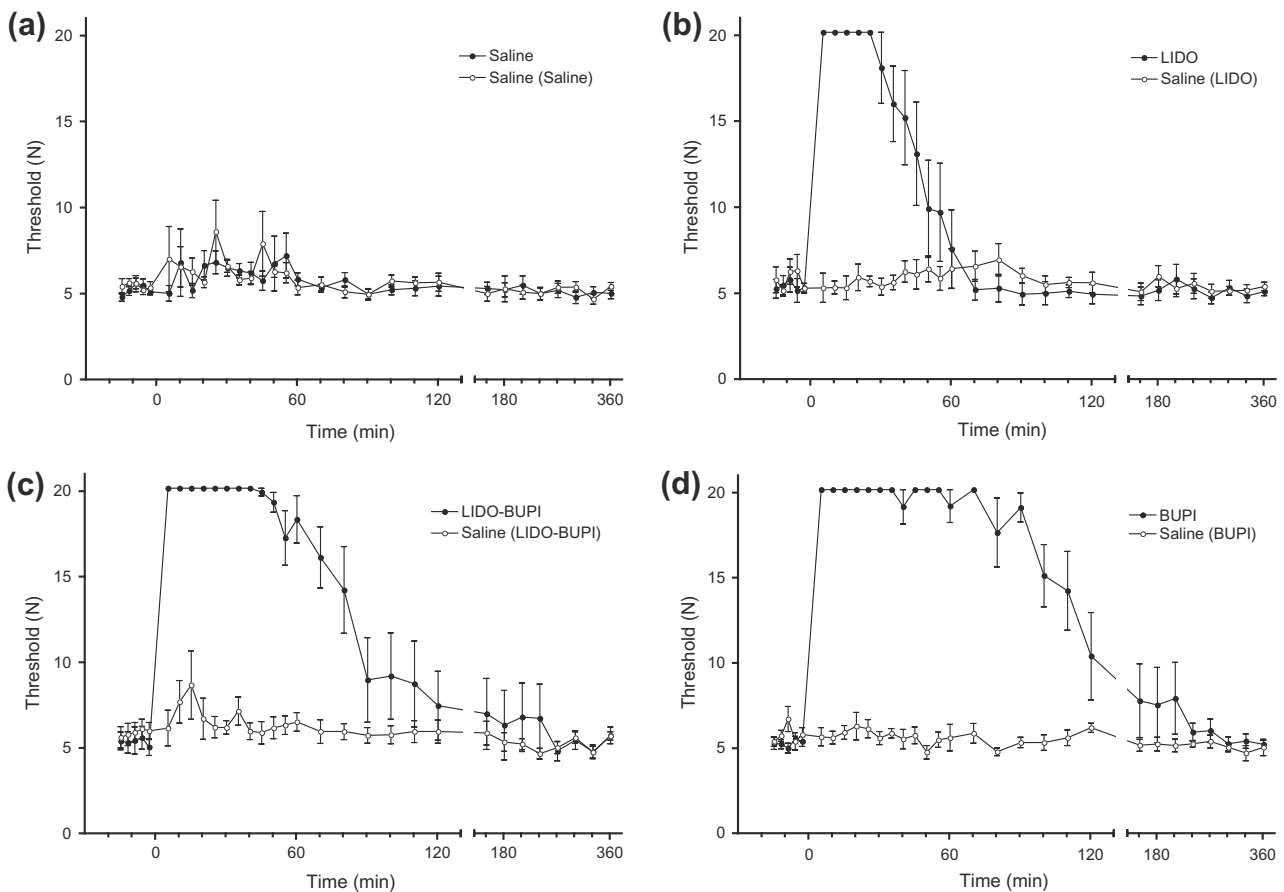 (a)
Saline
Saline (Saline)
Threshold (N)
20
15
10
5
0
0 60 120 180 360
Time (min)
(b)
LIDO
Saline (LIDO)
Threshold (N)
20
15
10
5
0
0 60 120 180 360
Time (min)
(c)
LIDO-BUPI
Saline (LIDO-BUPI)
Threshold (N)
20
15
10
5
0
0 60 120 180 360
Time (min)
(d)
BUPI
Saline (BUPI)
Threshold (N)
20
15
10
5
0
0 60 120 180 360
Time (min)